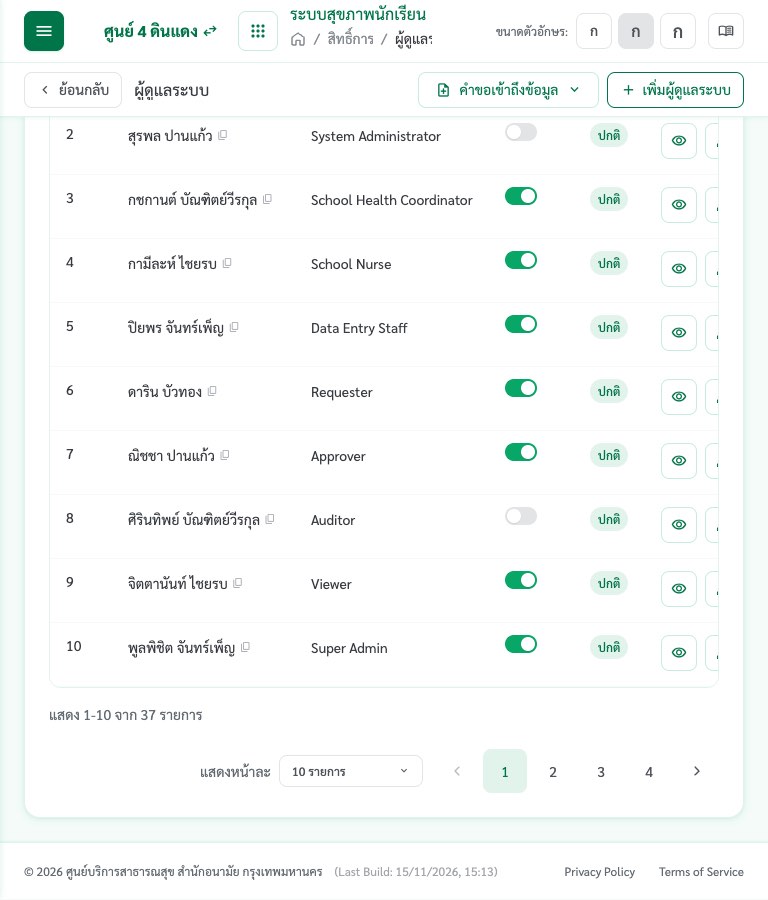 ศูนย์ 4 ดินแดง
ระบบสุขภาพนักเรียน
/ สิทธิ์การ / ผู้ดูแล
ขนาดตัวอักษร: ก ก ก
ย้อนกลับ ผู้ดูแลระบบ คำขอเข้าถึงข้อมูล + เพิ่มผู้ดูแลระบบ
2 สุรพล ปานแก้ว System Administrator ปกติ
3 กชกานต์ บัณฑิตย์วีรกุล School Health Coordinator ปกติ
4 กามีละห์ ไชยรบ School Nurse ปกติ
5 ปิยพร จันทร์เพ็ญ Data Entry Staff ปกติ
6 ดาริน บัวทอง Requester ปกติ
7 ณิชชา ปานแก้ว Approver ปกติ
8 ศิรินทิพย์ บัณฑิตย์วีรกุล Auditor ปกติ
9 จิตตานันท์ ไชยรบ Viewer ปกติ
10 พูลพิชิต จันทร์เพ็ญ Super Admin ปกติ
แสดง 1-10 จาก 37 รายการ
แสดงหน้าละ 10 รายการ 1 2 3 4
© 2026 ศูนย์บริการสาธารณสุข สำนักอนามัย กรุงเทพมหานคร (Last Build: 15/11/2026, 15:13) Privacy Policy Terms of Service